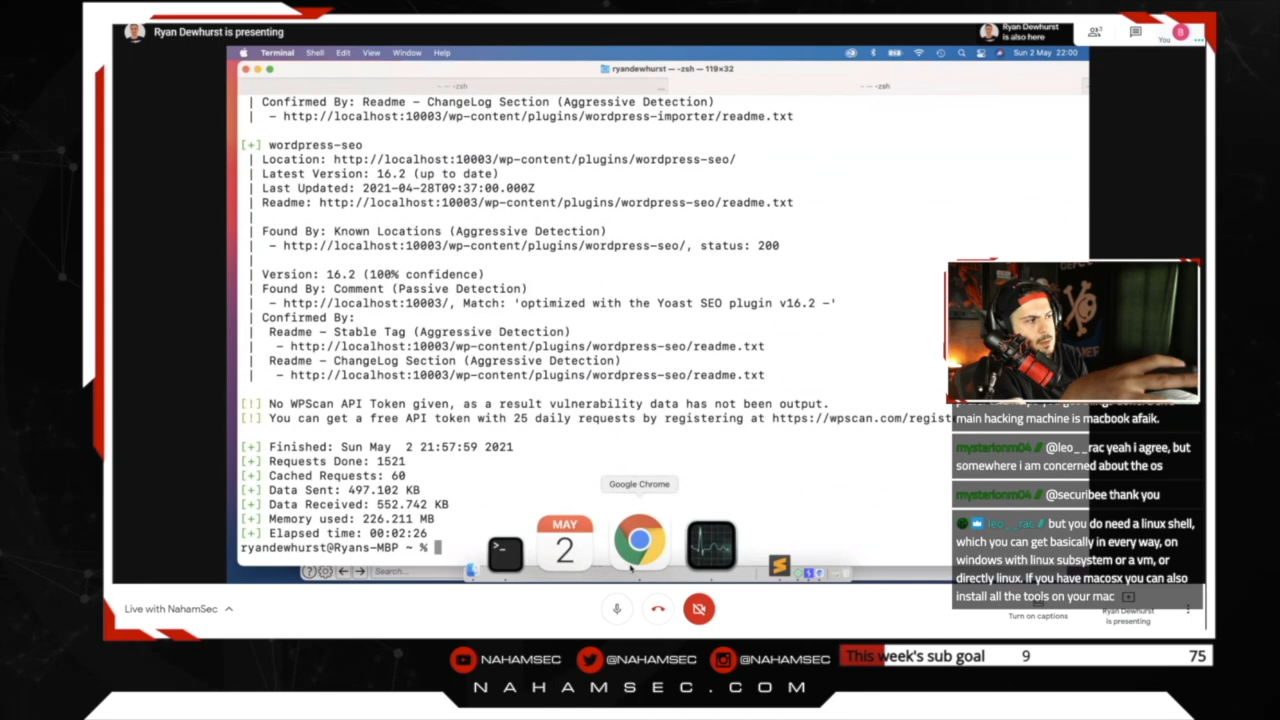 Ryan Dewhurst is presenting
Ryan Dewhurst
is also here
You
B
Terminal Shell Edit View Window Help
Sun 2 May 22:00
ryandewhurst — -zsh — 119×32
-zsh
-zsh
| Confirmed By: Readme - ChangeLog Section (Aggressive Detection)
| - http://localhost:10003/wp-content/plugins/wordpress-importer/readme.txt
[+] wordpress-seo
| Location: http://localhost:10003/wp-content/plugins/wordpress-seo/
| Latest Version: 16.2 (up to date)
| Last Updated: 2021-04-28T09:37:00.000Z
| Readme: http://localhost:10003/wp-content/plugins/wordpress-seo/readme.txt
|
| Found By: Known Locations (Aggressive Detection)
| - http://localhost:10003/wp-content/plugins/wordpress-seo/, status: 200
|
| Version: 16.2 (100% confidence)
| Found By: Comment (Passive Detection)
| - http://localhost:10003/, Match: 'optimized with the Yoast SEO plugin v16.2 -'
| Confirmed By:
| Readme - Stable Tag (Aggressive Detection)
| - http://localhost:10003/wp-content/plugins/wordpress-seo/readme.txt
| Readme - ChangeLog Section (Aggressive Detection)
| - http://localhost:10003/wp-content/plugins/wordpress-seo/readme.txt
[!] No WPScan API Token given, as a result vulnerability data has not been output.
[!] You can get a free API token with 25 daily requests by registering at https://wpscan.com/regist
[+] Finished: Sun May 2 21:57:59 2021
[+] Requests Done: 1521
[+] Cached Requests: 60
[+] Data Sent: 497.102 KB
[+] Data Received: 552.742 KB
[+] Memory used: 226.211 MB
[+] Elapsed time: 00:02:26
ryandewhurst@Ryans-MBP ~ %
Google Chrome
MAY
2
Search...
main hacking machine is macbook afaik.
mysterionm04 // @leo__rac yeah i agree, but
somewhere i am concerned about the os
mysterionm04 // @securibee thank you
leo__rac // but you do need a linux shell,
which you can get basically in every way, on
windows with linux subsystem or a vm, or
directly linux. If you have macosx you can also
install all the tools on your mac
Live with NahamSec
Turn on captions
Ryan Dewhurst
is presenting
NAHAMSEC @NAHAMSEC @NAHAMSEC
This week's sub goal 9 75
NAHAMSEC.COM